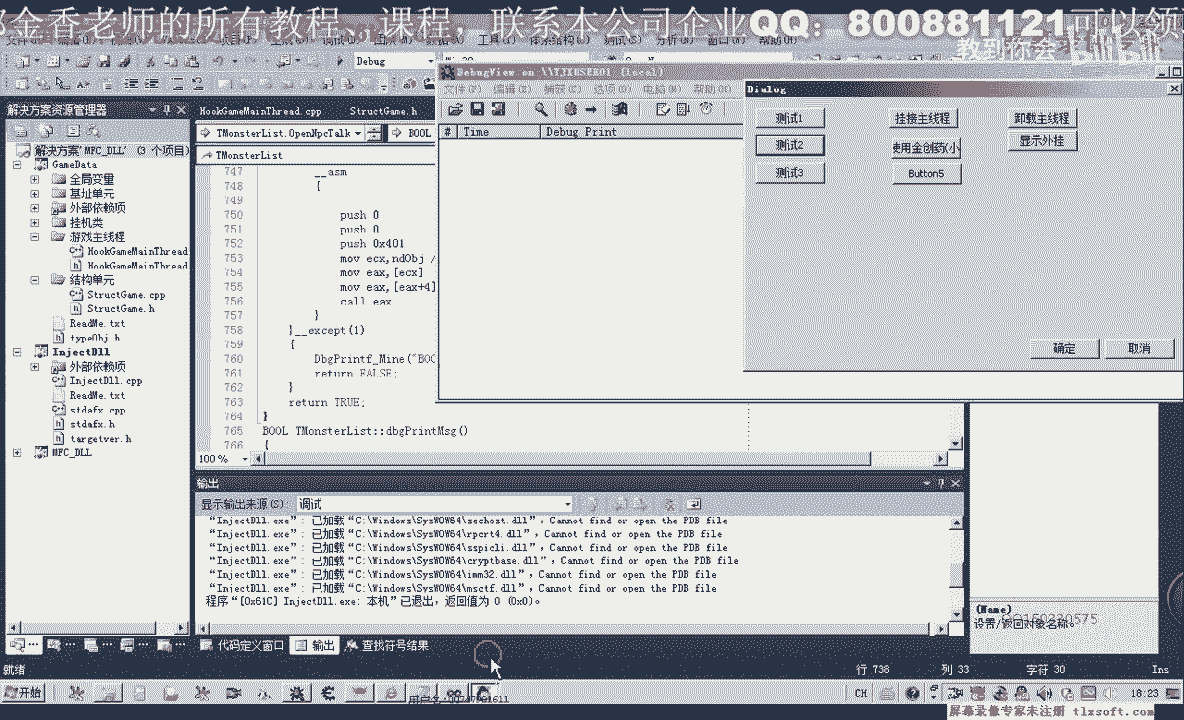 郁金香老师的所有教程、课程，联系本公司企业QQ：800881121可以领
教到你会
bilibili
Debug
DebugView on \\YJXUSER01 (local)
# Time Debug Print
Dialog
测试1
挂接主线程
卸载主线程
测试2
使用金创药(小
显示外挂
测试3
Button5
确定
取消
解决方案资源管理器
解决方案"MFC_DLL" (3 个项目)
GameData
全局变量
基址单元
外部依赖项
挂机类
游戏主线程
HookGameMainThread
HookGameMainThread
结构单元
StructGame.cpp
StructGame.h
ReadMe.txt
typeObj.h
InjectDll
外部依赖项
InjectDll.cpp
ReadMe.txt
stdafx.cpp
stdafx.h
targetver.h
MFC_DLL
HookGameMainThread.cpp StructGame.h
TMonsterList.OpenNpcTalk BOOL
TMonsterList
747 __asm
748 {
749
750 push 0
751 push 0
752 push 0x401
753 mov ecx,ndObj /
754 mov eax,[ecx]
755 mov eax,[eax+4]
756 call eax
757 }
758 }__except(1)
759 {
760 DbgPrintf_Mine("BOO
761 return FALSE;
762 }
763 return TRUE;
764 }
765 BOOL TMonsterList::dbgPrintMsg()
766 {
100 %
输出
显示输出来源(S): 调试
"InjectDll.exe": 已加载"C:\Windows\SysWOW64\sechost.dll", Cannot find or open the PDB file
"InjectDll.exe": 已加载"C:\Windows\SysWOW64\rpcrt4.dll", Cannot find or open the PDB file
"InjectDll.exe": 已加载"C:\Windows\SysWOW64\sspicli.dll", Cannot find or open the PDB file
"InjectDll.exe": 已加载"C:\Windows\SysWOW64\cryptbase.dll", Cannot find or open the PDB file
"InjectDll.exe": 已加载"C:\Windows\SysWOW64\imm32.dll", Cannot find or open the PDB file
"InjectDll.exe": 已加载"C:\Windows\SysWOW64\msctf.dll", Cannot find or open the PDB file
程序"[0x61C] InjectDll.exe: 本机"已退出，返回值为 0 (0x0)。
代码定义窗口 输出 查找符号结果
(Name)
设置/返回对象名称。
就绪
行 738 列 33 字符 30 Ins
开始
CH
18:23
屏幕录像专家未注册 tlxsoft.com